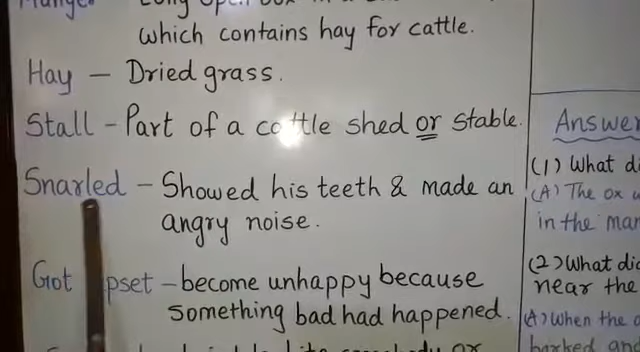 which contains hay for cattle.
Hay – Dried grass.
Stall – Part of a cattle shed or stable.
Snarled – Showed his teeth & made an
angry noise.
Got upset – become unhappy because
something bad had happened.
Answer
(1) What di
(A) The ox w
in the man
(2) What dic
near the
(A) When the
barked and